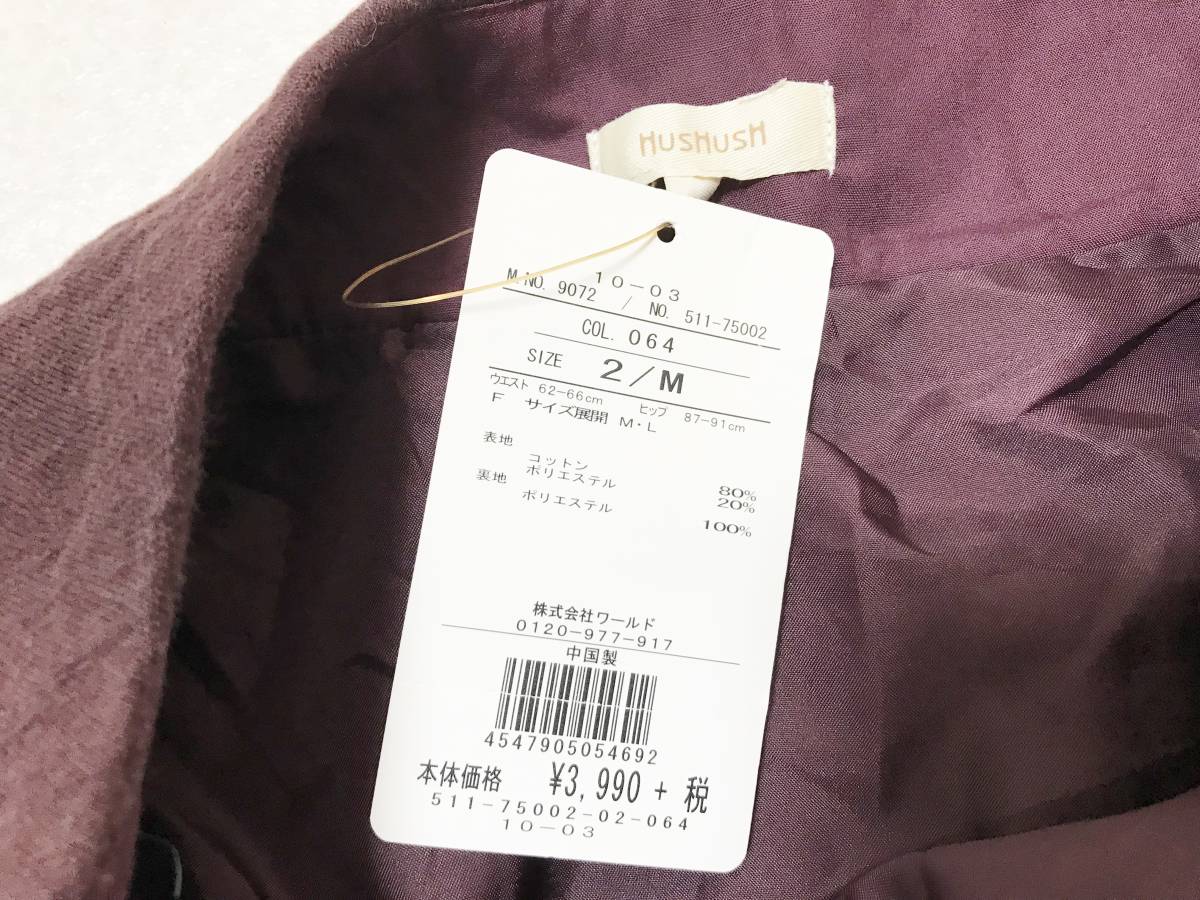 HUSHUSH
10-03
M.NO. 9072 / NO. 511-75002
COL. 064
SIZE 2/M
ウエスト 62-66cm ヒップ 87-91cm
F サイズ展開 M・L
表地
コットン 80%
ポリエステル 20%
裏地
ポリエステル 100%
株式会社ワールド
0120-977-917
中国製
4547905054692
本体価格 ¥3,990 + 税
511-75002-02-064
10-03